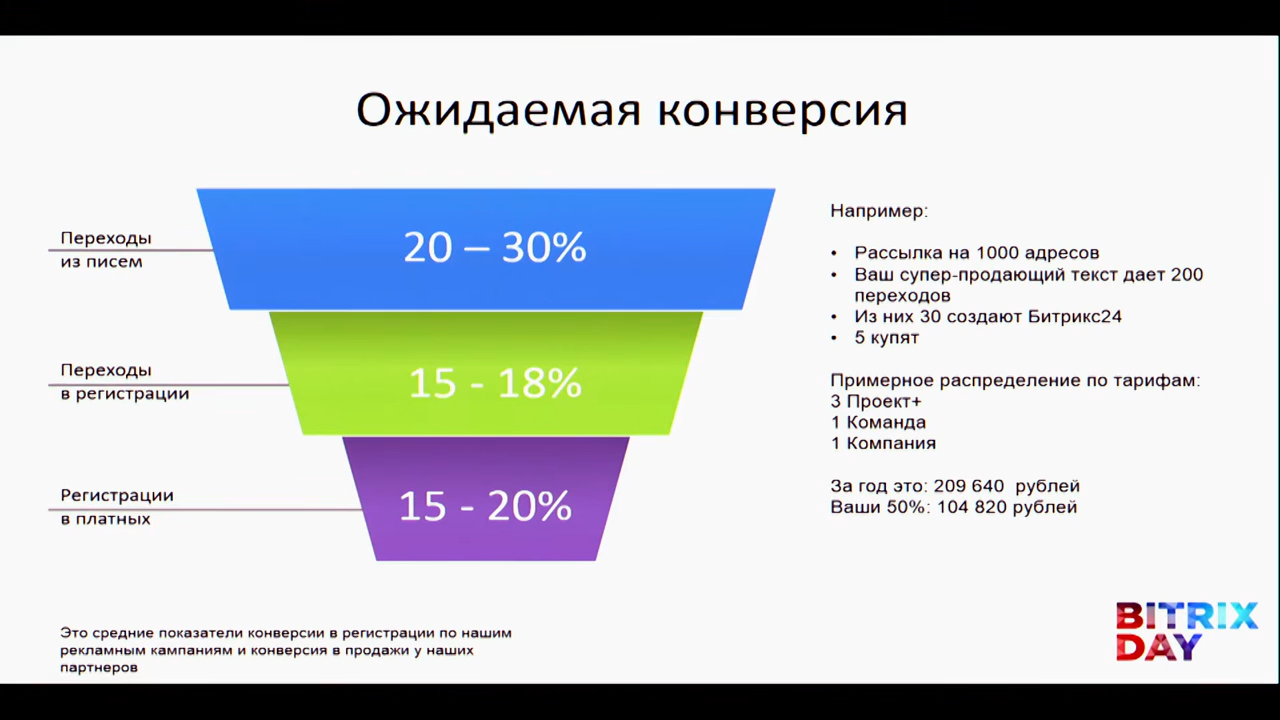 Ожидаемая конверсия
Переходы
из писем
20 – 30%
Переходы
в регистрации
15 - 18%
Регистрации
в платных
15 - 20%
Например:
• Рассылка на 1000 адресов
• Ваш супер-продающий текст дает 200
переходов
• Из них 30 создают Битрикс24
• 5 купят
Примерное распределение по тарифам:
3 Проект+
1 Команда
1 Компания
За год это: 209 640 рублей
Ваши 50%: 104 820 рублей
Это средние показатели конверсии в регистрации по нашим
рекламным кампаниям и конверсия в продажи у наших
партнеров
BITRIX
DAY